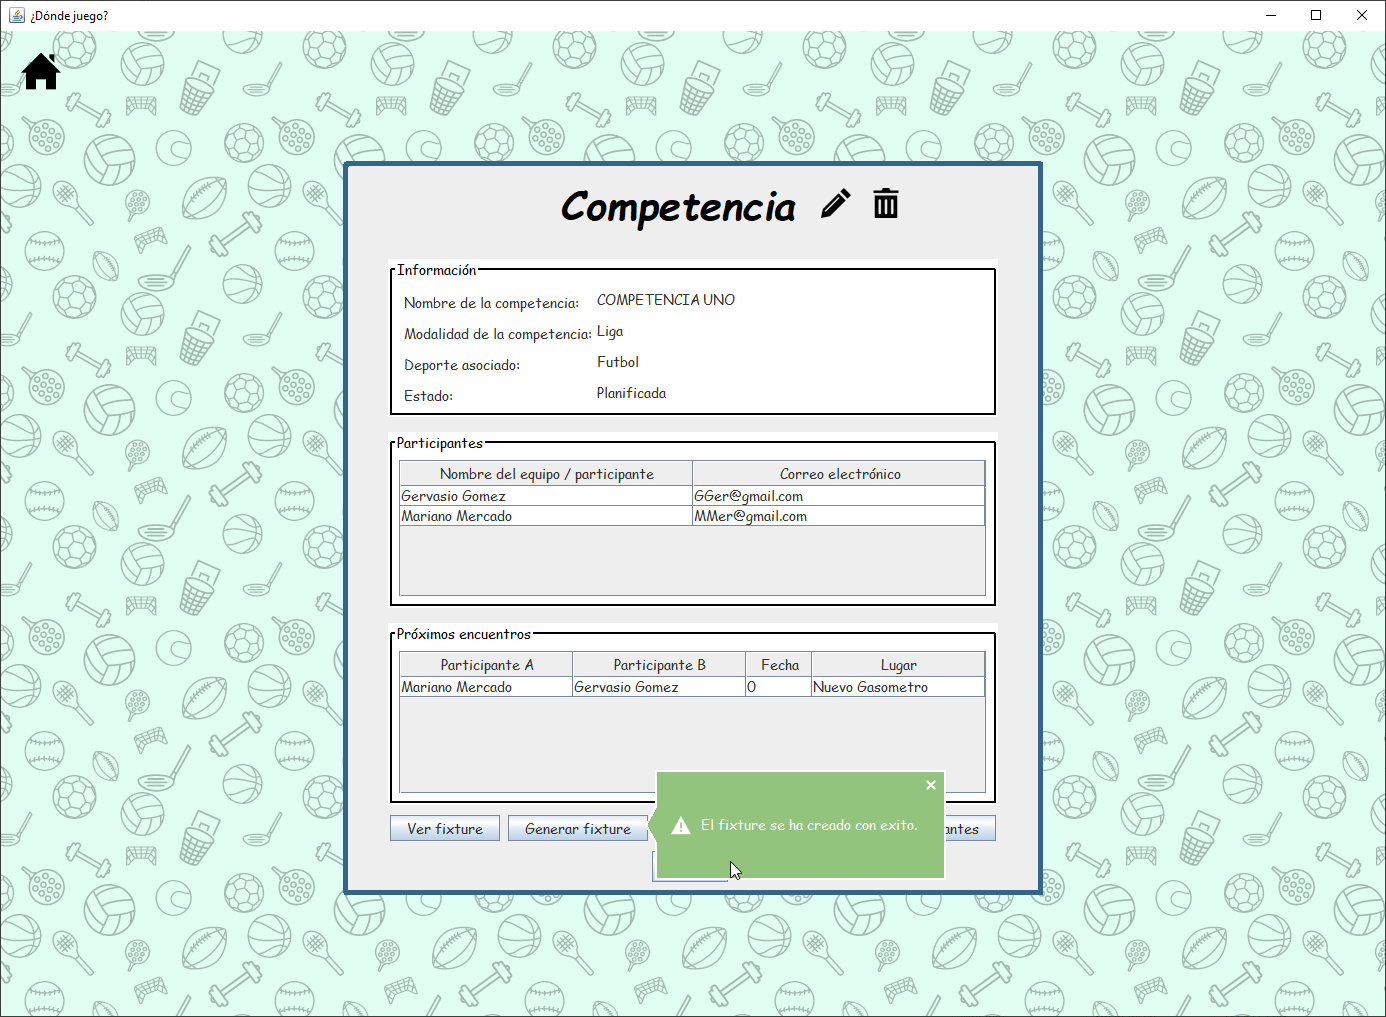 ¿Dónde juego?
Competencia
Información
Nombre de la competencia: COMPETENCIA UNO
Modalidad de la competencia: Liga
Deporte asociado: Futbol
Estado: Planificada
Participantes
Nombre del equipo / participante Correo electrónico
Gervasio Gomez GGer@gmail.com
Mariano Mercado MMer@gmail.com
Próximos encuentros
Participante A Participante B Fecha Lugar
Mariano Mercado Gervasio Gomez 0 Nuevo Gasometro
El fixture se ha creado con exito.
Ver fixture Generar fixture antes